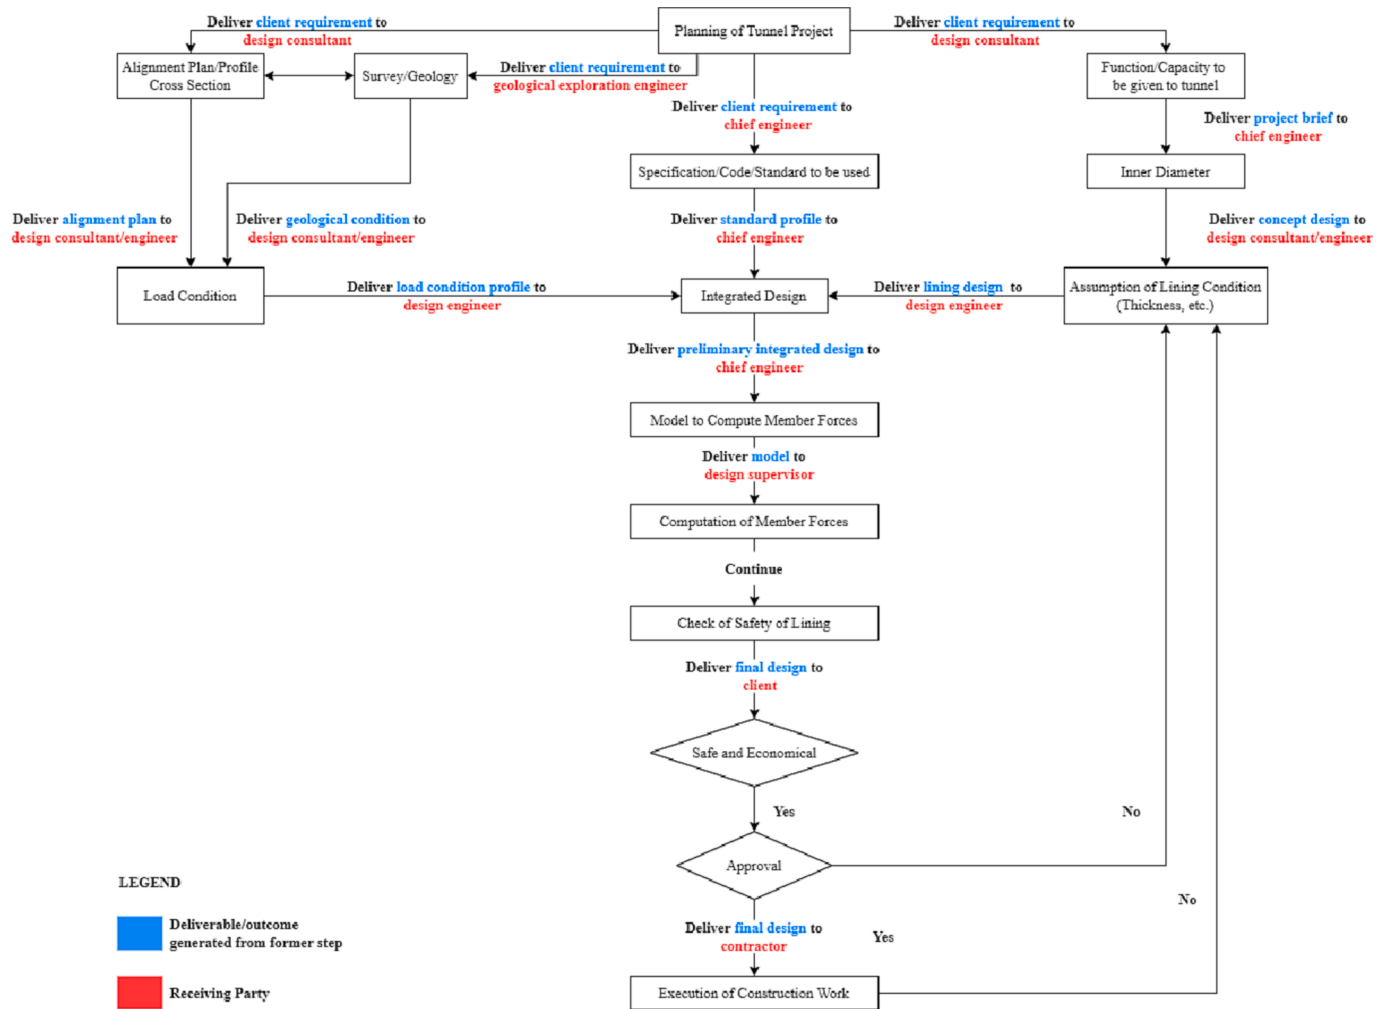 Deliver client requirement to
design consultant
Planning of Tunnel Project
Deliver client requirement to
design consultant
Alignment Plan/Profile
Cross Section
Survey/Geology
Deliver client requirement to
geological exploration engineer
Function/Capacity to
be given to tunnel
Deliver client requirement to
chief engineer
Deliver project brief to
chief engineer
Specification/Code/Standard to be used
Inner Diameter
Deliver alignment plan to
design consultant/engineer
Deliver geological condition to
design consultant/engineer
Deliver standard profile to
chief engineer
Deliver concept design to
design consultant/engineer
Load Condition
Deliver load condition profile to
design engineer
Integrated Design
Deliver lining design to
design engineer
Assumption of Lining Condition
(Thickness, etc.)
Deliver preliminary integrated design to
chief engineer
Model to Compute Member Forces
Deliver model to
design supervisor
Computation of Member Forces
Continue
Check of Safety of Lining
Deliver final design to
client
Safe and Economical
Yes
No
Approval
LEGEND
No
Deliverable/outcome
generated from former step
Deliver final design to
contractor
Yes
Receiving Party
Execution of Construction Work